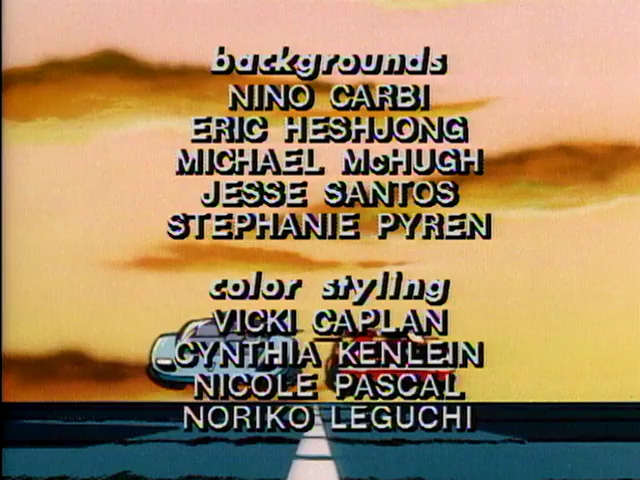 backgrounds
NINO CARBI
ERIC HESHJONG
MICHAEL McHUGH
JESSE SANTOS
STEPHANIE PYREN
color styling
VICKI CAPLAN
CYNTHIA KENLEIN
NICOLE PASCAL
NORIKO LEGUCHI